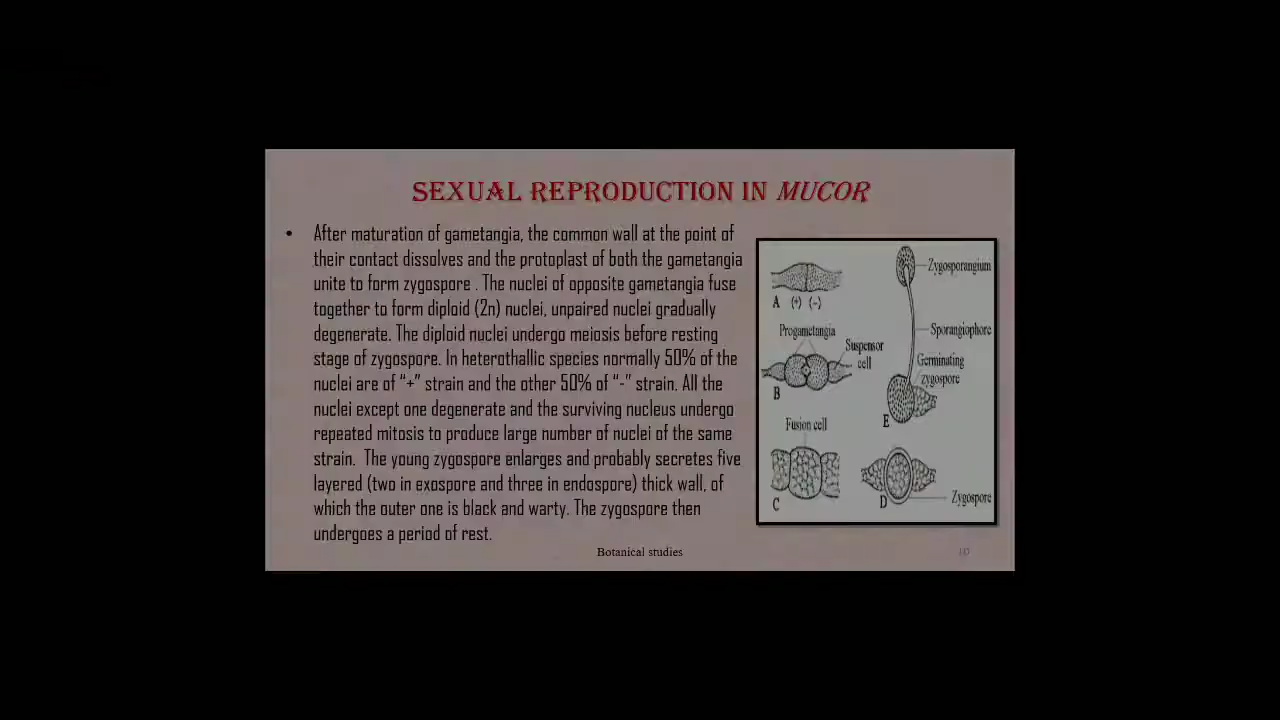 SEXUAL REPRODUCTION IN MUCOR
• After maturation of gametangia, the common wall at the point of
their contact dissolves and the protoplast of both the gametangia
unite to form zygospore . The nuclei of opposite gametangia fuse
together to form diploid (2n) nuclei, unpaired nuclei gradually
degenerate. The diploid nuclei undergo meiosis before resting
stage of zygospore. In heterothallic species normally 50% of the
nuclei are of “+” strain and the other 50% of “-” strain. All the
nuclei except one degenerate and the surviving nucleus undergo
repeated mitosis to produce large number of nuclei of the same
strain. The young zygospore enlarges and probably secretes five
layered (two in exospore and three in endospore) thick wall, of
which the outer one is black and warty. The zygospore then
undergoes a period of rest.
A (+) (-)
Progametangia
Suspensor
cell
B
Fusion cell
C
Zygosporangium
Sporangiophore
Germinating
zygospore
E
D
Zygospore
Botanical studies